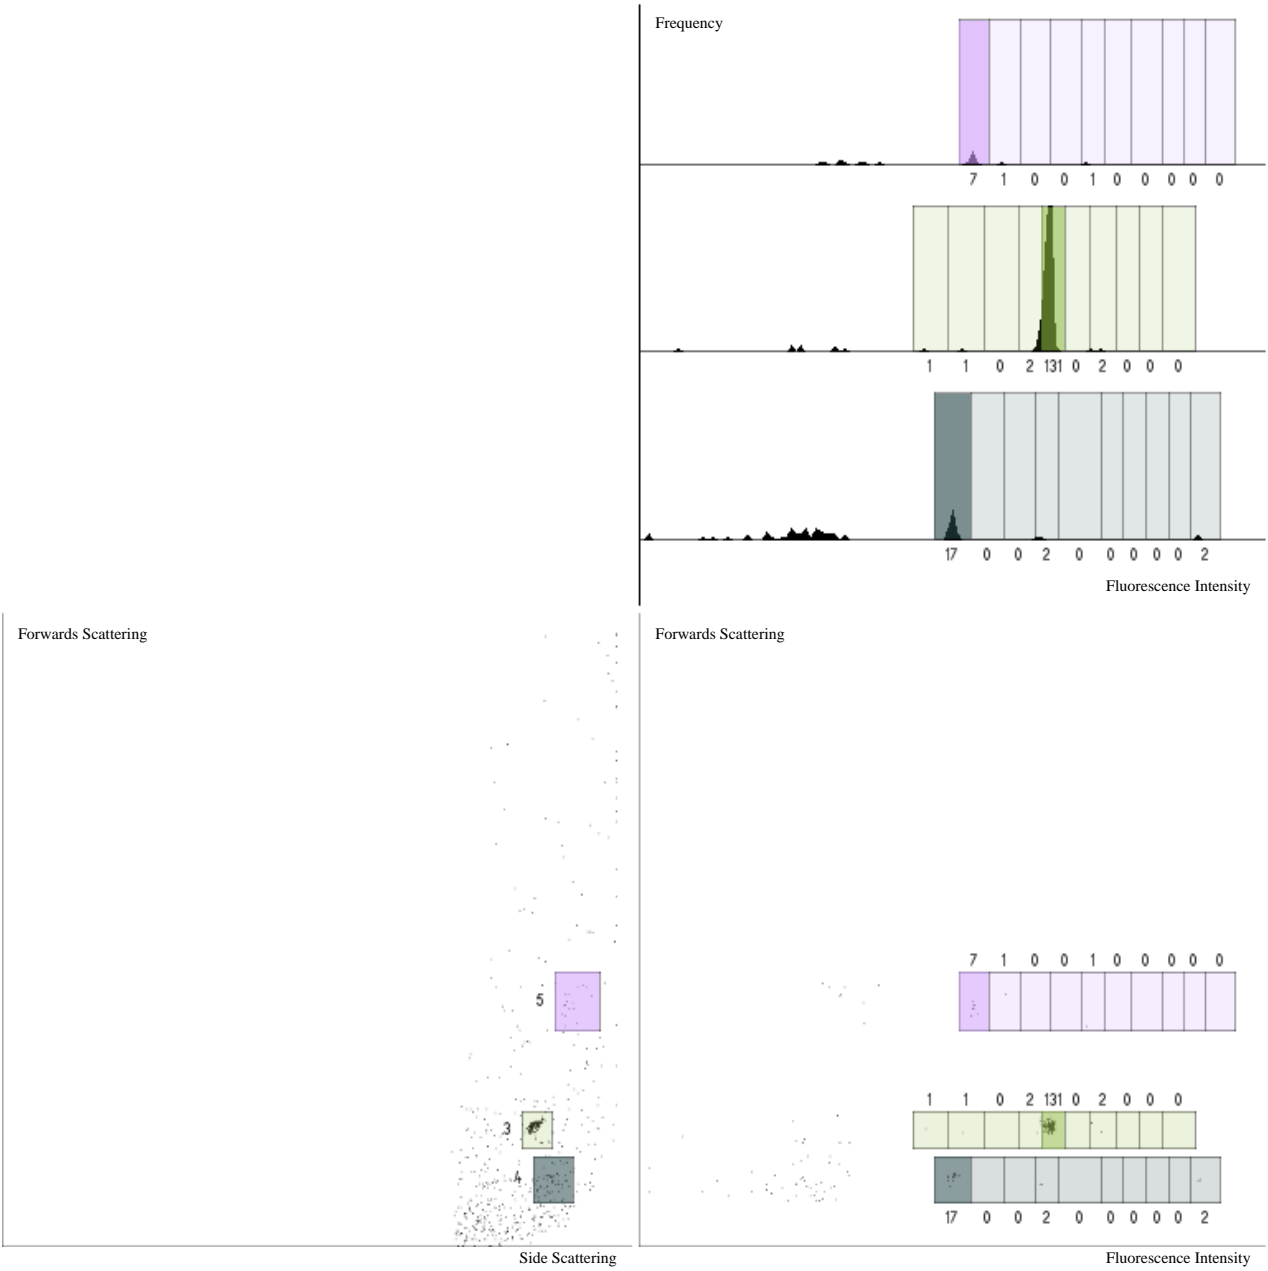 Frequency
7 1 0 0 1 0 0 0 0 0
1 1 0 2 131 0 2 0 0 0
17 0 0 2 0 0 0 0 0 2
Fluorescence Intensity
Forwards Scattering
5
3
4
Side Scattering
Forwards Scattering
7 1 0 0 1 0 0 0 0 0
1 1 0 2 131 0 2 0 0 0
17 0 0 2 0 0 0 0 0 2
Fluorescence Intensity